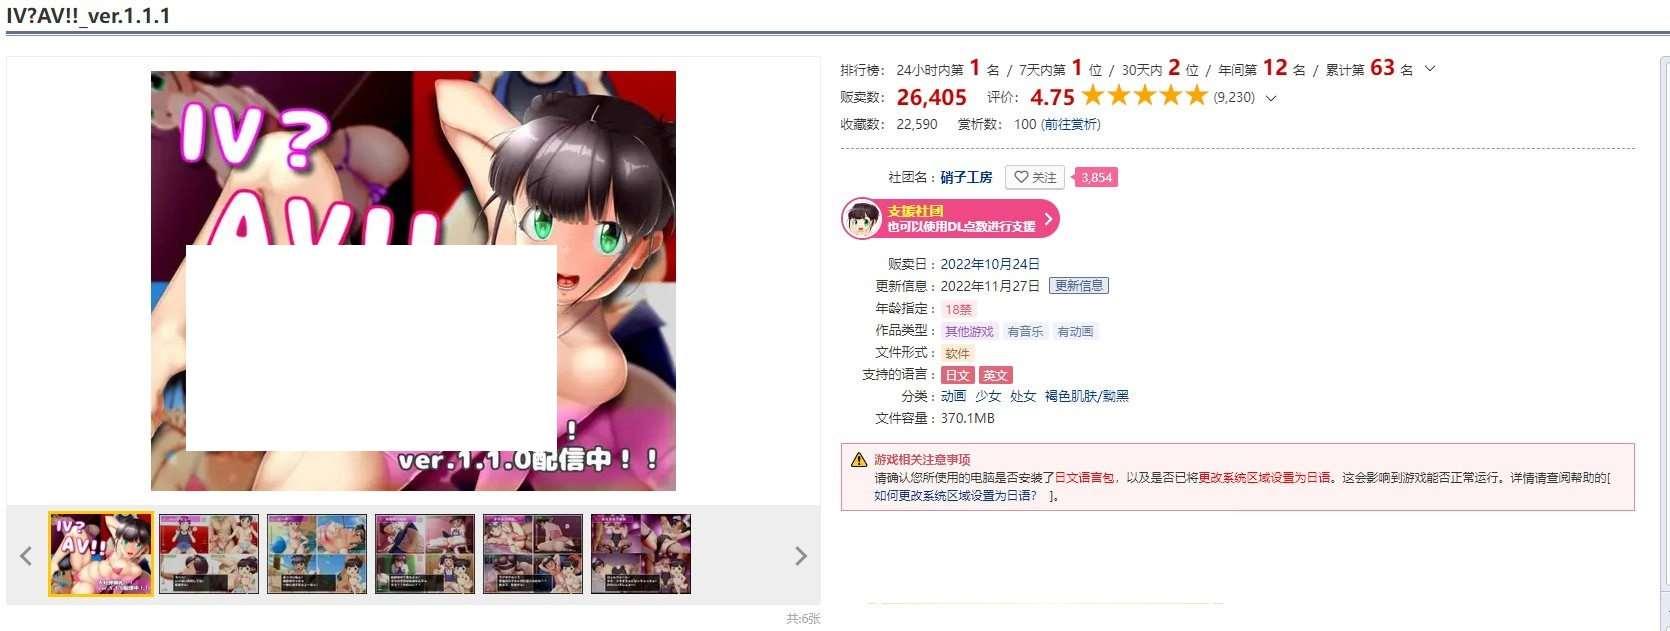 IV?AV!!_ver.1.1.1
IV?
AV!!
!
ver.1.1.0配信中！！
共:6张
排行榜: 24小时内第 1 名 / 7天内第 1 位 / 30天内 2 位 / 年间第 12 名 / 累计第 63 名
贩卖数: 26,405 评价: 4.75 ★★★★★ (9,230)
收藏数: 22,590 赏析数: 100 (前往赏析)
社团名 : 硝子工房 关注 3,854
支援社团
也可以使用DL点数进行支援
贩卖日 : 2022年10月24日
更新信息 : 2022年11月27日 更新信息
年龄指定 : 18禁
作品类型 : 其他游戏 有音乐 有动画
文件形式 : 软件
支持的语言 : 日文 英文
分类 : 动画 少女 处女 褐色肌肤/黝黑
文件容量 : 370.1MB
游戏相关注意事项
请确认您所使用的电脑是否安装了日文语言包，以及是否已将更改系统区域设置为日语。这会影响到游戏能否正常运行。详情请查阅帮助的[
如何更改系统区域设置为日语? ]。